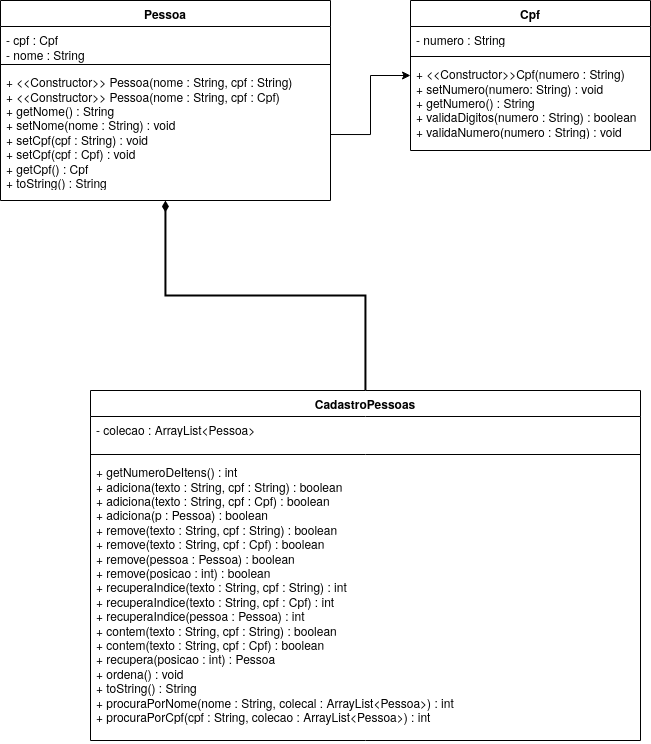 Pessoa
- cpf : Cpf
- nome : String
+ <<Constructor>> Pessoa(nome : String, cpf : String)
+ <<Constructor>> Pessoa(nome : String, cpf : Cpf)
+ getNome() : String
+ setNome(nome : String) : void
+ setCpf(cpf : String) : void
+ setCpf(cpf : Cpf) : void
+ getCpf() : Cpf
+ toString() : String
Cpf
- numero : String
+ <<Constructor>>Cpf(numero : String)
+ setNumero(numero: String) : void
+ getNumero() : String
+ validaDigitos(numero : String) : boolean
+ validaNumero(numero : String) : void
CadastroPessoas
- colecao : ArrayList<Pessoa>
+ getNumeroDeItens() : int
+ adiciona(texto : String, cpf : String) : boolean
+ adiciona(texto : String, cpf : Cpf) : boolean
+ adiciona(p : Pessoa) : boolean
+ remove(texto : String, cpf : String) : boolean
+ remove(texto : String, cpf : Cpf) : boolean
+ remove(pessoa : Pessoa) : boolean
+ remove(posicao : int) : boolean
+ recuperaIndice(texto : String, cpf : String) : int
+ recuperaIndice(texto : String, cpf : Cpf) : int
+ recuperaIndice(pessoa : Pessoa) : int
+ contem(texto : String, cpf : String) : boolean
+ contem(texto : String, cpf : Cpf) : boolean
+ recupera(posicao : int) : Pessoa
+ ordena() : void
+ toString() : String
+ procuraPorNome(nome : String, colecal : ArrayList<Pessoa>) : int
+ procuraPorCpf(cpf : String, colecao : ArrayList<Pessoa>) : int